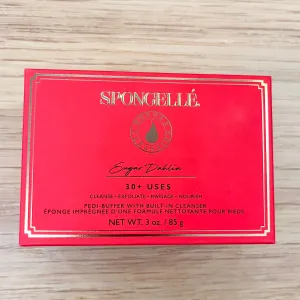 SPONGELLÉ.
Sugar Dahlia
30+ USES
CLEANSE • EXFOLIATE • MASSAGE • NOURISH
PEDI-BUFFER WITH BUILT-IN CLEANSER
ÉPONGE IMPRÉGNÉE D'UNE FORMULE NETTOYANTE POUR PIEDS
NET WT. 3 oz. / 85 g